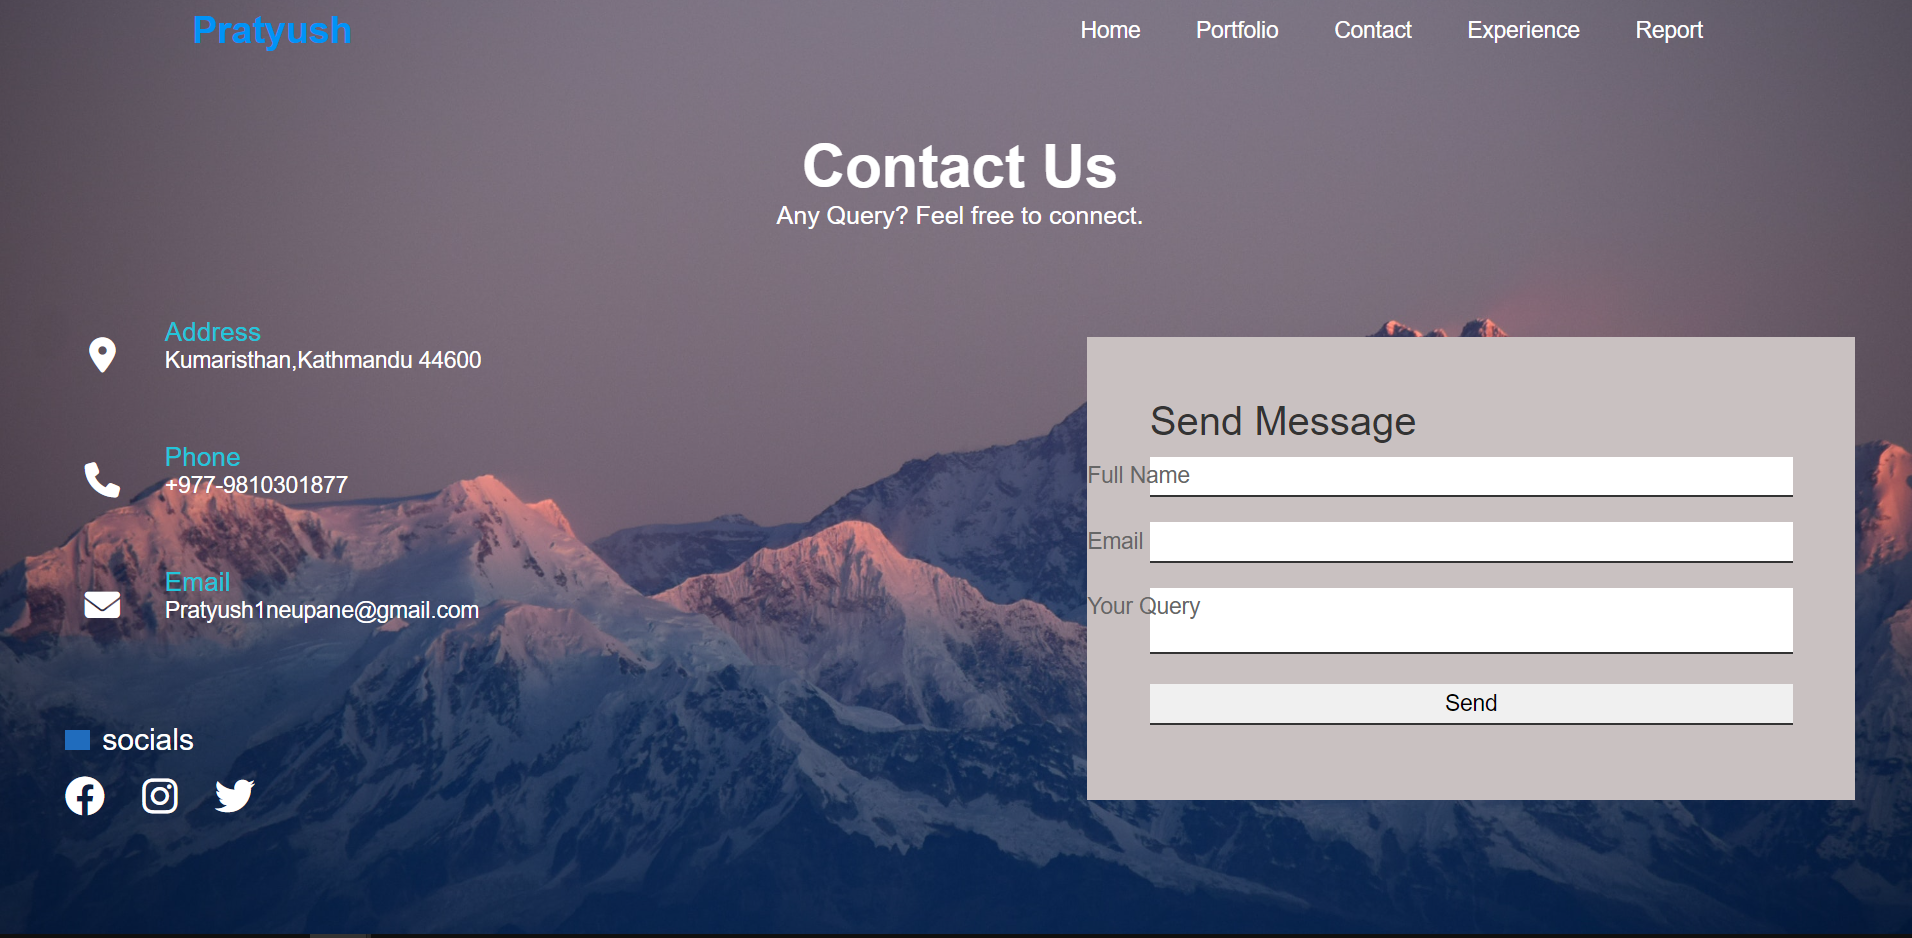 Pratyush
Home Portfolio Contact Experience Report
Contact Us
Any Query? Feel free to connect.
Address
Kumaristhan,Kathmandu 44600
Phone
+977-9810301877
Email
Pratyush1neupane@gmail.com
socials
Send Message
Full Name
Email
Your Query
Send